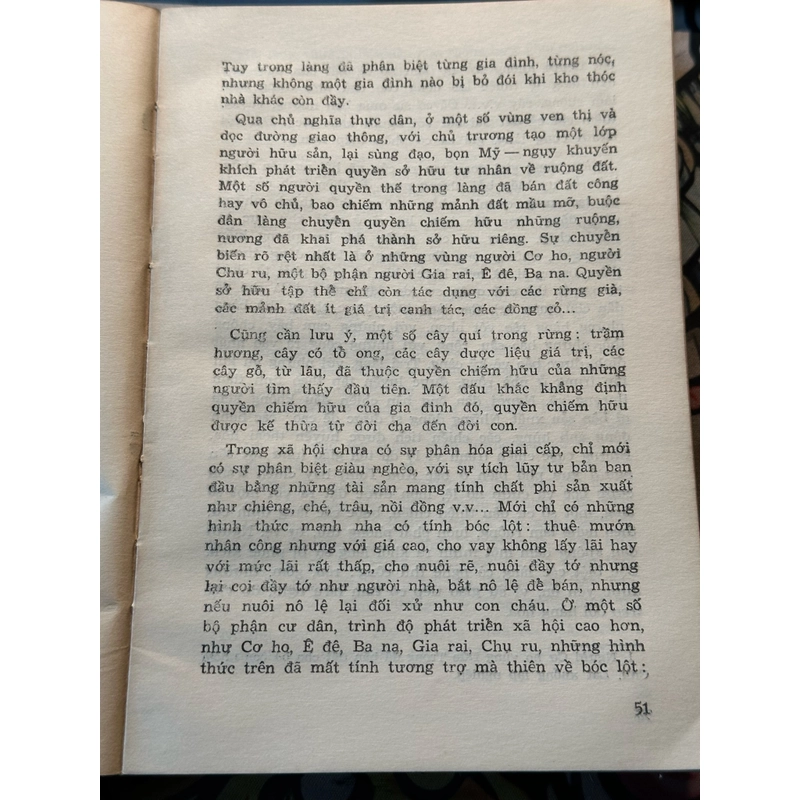 Tuy trong làng đã phân biệt từng gia đình, từng nóc,
nhưng không một gia đình nào bị bỏ đói khi kho thóc
nhà khác còn đầy.
Qua chủ nghĩa thực dân, ở một số vùng ven thị và
dọc đường giao thông, với chủ trương tạo một lớp
người hữu sản, lại sùng đạo, bọn Mỹ — ngụy khuyến
khích phát triển quyền sở hữu tư nhân về ruộng đất.
Một số người quyền thế trong làng đã bán đất công
hay vô chủ, bao chiếm những mảnh đất mầu mỡ, buộc
dân làng chuyển quyền chiếm hữu những ruộng,
nương đã khai phá thành sở hữu riêng. Sự chuyển
biến rõ rệt nhất là ở những vùng người Cơ ho, người
Chu ru, một bộ phận người Gia rai, Ê đê, Ba na. Quyền
sở hữu tập thể chỉ còn tác dụng với các rừng già,
các mảnh đất ít giá trị canh tác, các đồng cỏ...
Cũng cần lưu ý, một số cây quí trong rừng: trầm
hương, cây có tổ ong, các cây dược liệu giá trị, các
cây gỗ, từ lâu, đã thuộc quyền chiếm hữu của những
người tìm thấy đầu tiên. Một dấu khác khẳng định
quyền chiếm hữu của gia đình đó, quyền chiếm hữu
được kế thừa từ đời cha đến đời con.
Trong xã hội chưa có sự phân hóa giai cấp, chỉ mới
có sự phân biệt giàu nghèo, với sự tích lũy tư bản ban
đầu bằng những tài sản mang tính chất phi sản xuất
như chiêng, ché, trâu, nồi đồng v.v... Mới chỉ có những
hình thức manh nha có tính bóc lột: thuê mướn
nhân công nhưng với giá cao, cho vay không lấy lãi hay
với mức lãi rất thấp, cho nuôi rẽ, nuôi đầy tớ nhưng
lại coi đầy tớ như người nhà, bắt nô lệ để bán, nhưng
nếu nuôi nô lệ lại đối xử như con cháu. Ở một số
bộ phận cư dân, trình độ phát triển xã hội cao hơn,
như Cơ ho, Ê đê, Ba na, Gia rai, Chu ru, những hình
thức trên đã mất tính tương trợ mà thiên về bóc lột:
51